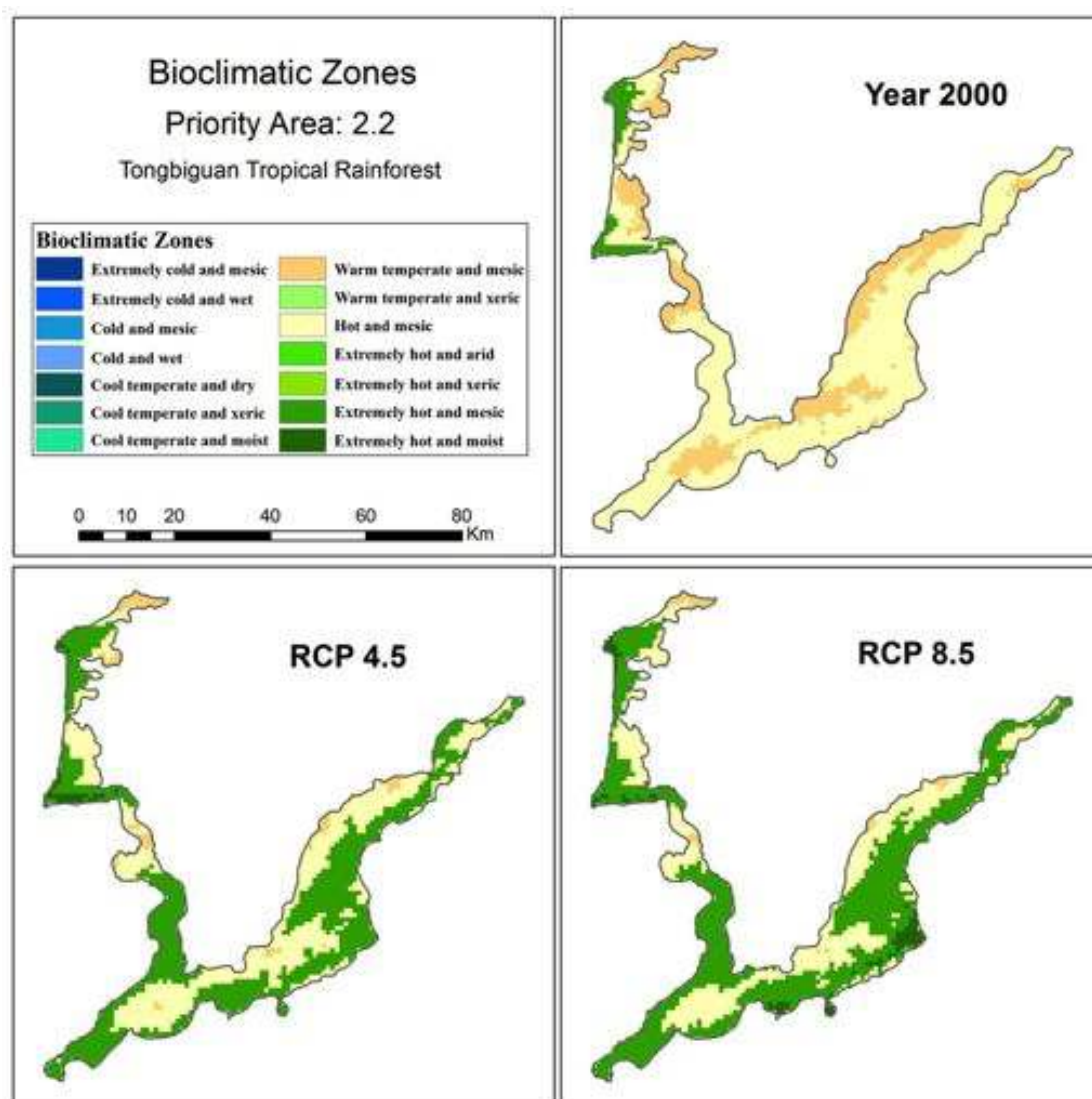 Bioclimatic Zones
Priority Area: 2.2
Tongbiguan Tropical Rainforest
Bioclimatic Zones
Extremely cold and mesic
Extremely cold and wet
Cold and mesic
Cold and wet
Cool temperate and dry
Cool temperate and xeric
Cool temperate and moist
Warm temperate and mesic
Warm temperate and xeric
Hot and mesic
Extremely hot and arid
Extremely hot and xeric
Extremely hot and mesic
Extremely hot and moist
0 10 20 40 60 80
Km
Year 2000
RCP 4.5
RCP 8.5